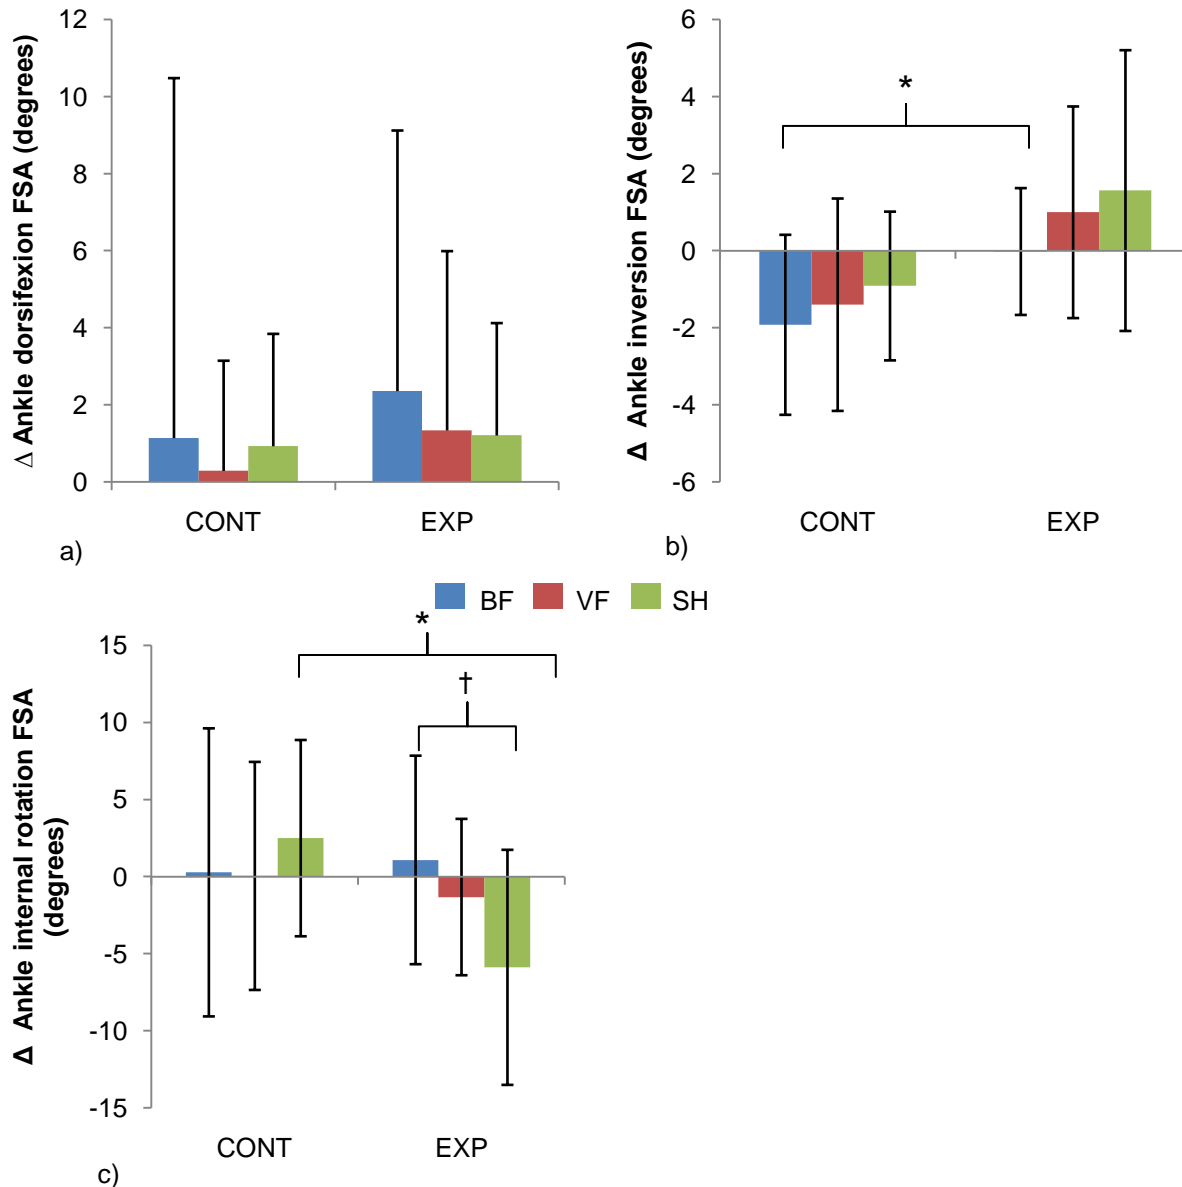 Δ Ankle dorsifexion FSA (degrees)
12
10
8
6
4
2
0
CONT EXP
a)
Δ Ankle inversion FSA (degrees)
6
4
2
0
-2
-4
-6
*
CONT EXP
b)
BF VF SH
Δ Ankle internal rotation FSA
(degrees)
15
10
5
0
-5
-10
-15
*
†
CONT EXP
c)